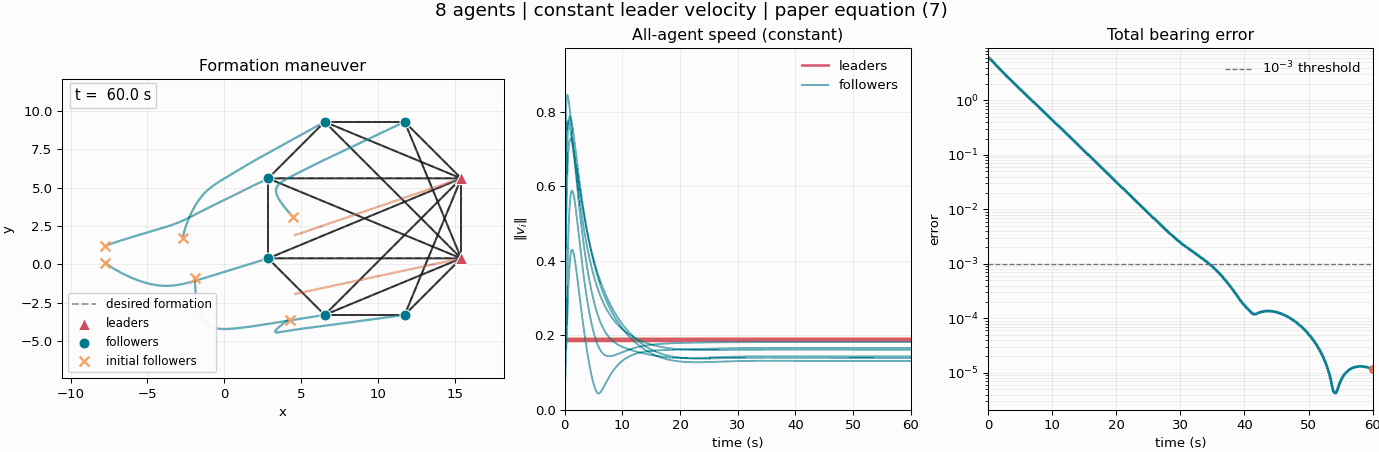 8 agents | constant leader velocity | paper equation (7)
Formation maneuver
t =  60.0 s
10.0
7.5
5.0
2.5
0.0
−2.5
−5.0
y
desired formation
leaders
followers
initial followers
−10
−5
0
5
10
15
x
All-agent speed (constant)
leaders
followers
0.8
0.6
0.4
0.2
0.0
‖vᵢ‖
0
10
20
30
40
50
60
time (s)
Total bearing error
10⁻³ threshold
10⁰
10⁻¹
10⁻²
10⁻³
10⁻⁴
10⁻⁵
error
0
10
20
30
40
50
60
time (s)